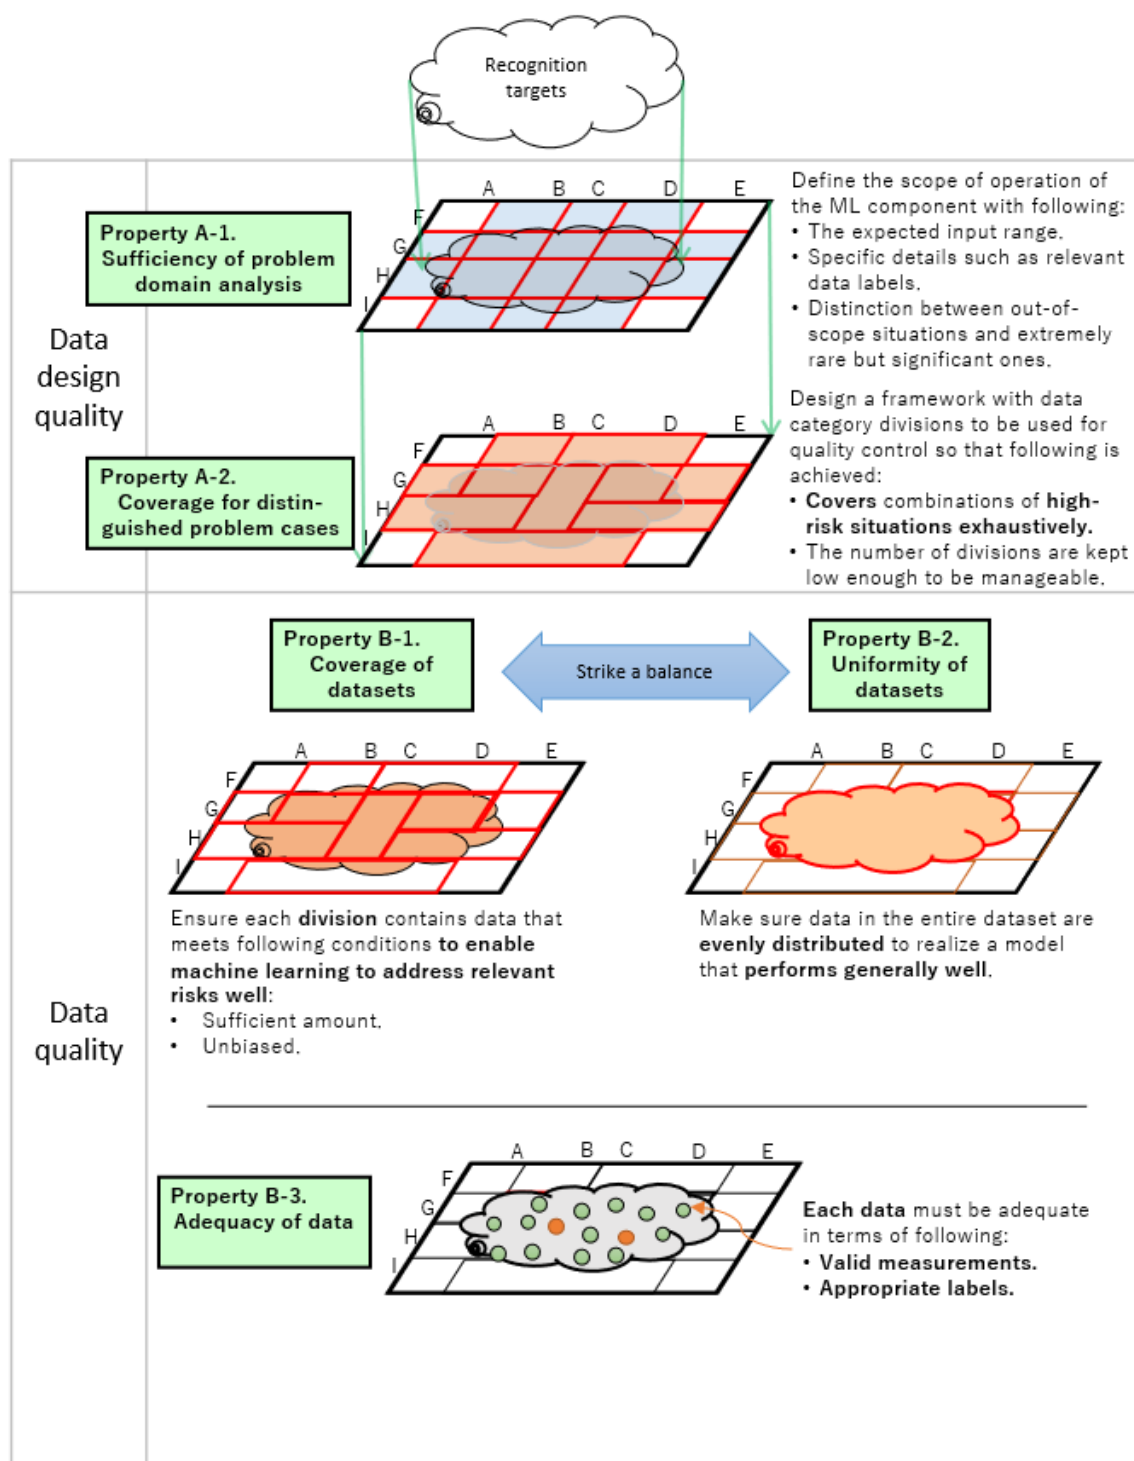 Recognition
targets
A B C D E
F
G
H
I
Property A-1.
Sufficiency of problem
domain analysis
Define the scope of operation of
the ML component with following:
• The expected input range.
• Specific details such as relevant
data labels.
• Distinction between out-of-
scope situations and extremely
rare but significant ones.
Data
design
quality
A B C D E
F
G
H
I
Property A-2.
Coverage for distin-
guished problem cases
Design a framework with data
category divisions to be used for
quality control so that following is
achieved:
• Covers combinations of high-
risk situations exhaustively.
• The number of divisions are kept
low enough to be manageable.
Property B-1.
Coverage of
datasets
Strike a balance
Property B-2.
Uniformity of
datasets
A B C D E
F
G
H
I
A B C D E
F
G
H
I
Ensure each division contains data that
meets following conditions to enable
machine learning to address relevant
risks well:
• Sufficient amount.
• Unbiased.
Make sure data in the entire dataset are
evenly distributed to realize a model
that performs generally well.
Data
quality
A B C D E
F
G
H
I
Property B-3.
Adequacy of data
Each data must be adequate
in terms of following:
• Valid measurements.
• Appropriate labels.